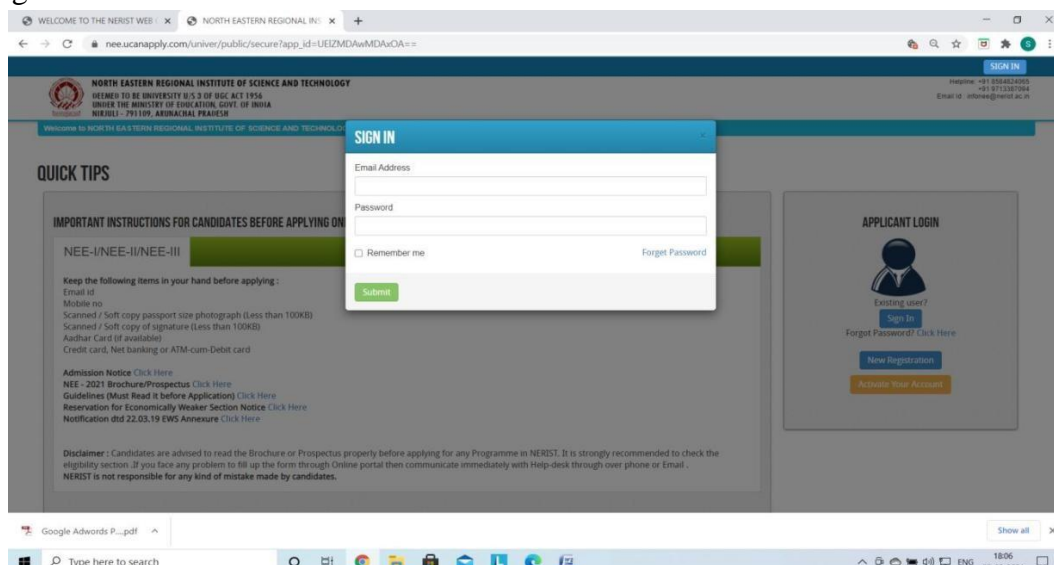 WELCOME TO THE NERIST WEB
NORTH EASTERN REGIONAL INS
nee.ucanapply.com/univer/public/secure?app_id=UElZMDAwMDAxOA==
S
SIGN IN
NORTH EASTERN REGIONAL INSTITUTE OF SCIENCE AND TECHNOLOGY
DEEMED TO BE UNIVERSITY U/S 3 OF UGC ACT 1956
UNDER THE MINISTRY OF EDUCATION, GOVT. OF INDIA
NIRJULI - 791109, ARUNACHAL PRADESH
Email Id infonee@nerist.ac.in
Welcome to NORTH EASTERN REGIONAL INSTITUTE OF SCIENCE AND TECHNOLO
SIGN IN
Email Address
Password
Remember me
Forget Password
Submit
QUICK TIPS
IMPORTANT INSTRUCTIONS FOR CANDIDATES BEFORE APPLYING ON
NEE-I/NEE-II/NEE-III
Keep the following items in your hand before applying :
Email id
Mobile no
Scanned / Soft copy passport size photograph (Less than 100KB)
Scanned / Soft copy of signature (Less than 100KB)
Aadhar Card (if available)
Credit card, Net banking or ATM-cum-Debit card
Admission Notice Click Here
NEE - 2021 Brochure/Prospectus Click Here
Guidelines (Must Read it before Application) Click Here
Reservation for Economically Weaker Section Notice Click Here
Notification dtd 22.03.19 EWS Annexure Click Here
Disclaimer : Candidates are advised to read the Brochure or Prospectus properly before applying for any Programme in NERIST. It is strongly recommended to check the
eligibility section .If you face any problem to fill up the form through Online portal then communicate immediately with Help-desk through over phone or Email .
NERIST is not responsible for any kind of mistake made by candidates.
APPLICANT LOGIN
Existing user?
Sign In
Forgot Password? Click Here
New Registration
Activate Your Account
Google Adwords P....pdf
Show all
Type here to search
ENG
18:06